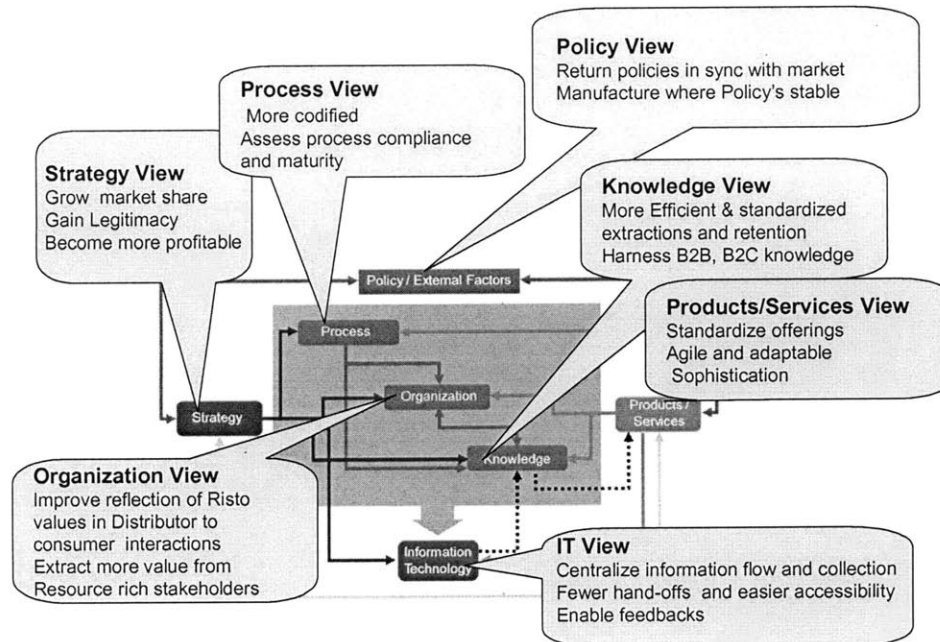 Policy View
Return policies in sync with market
Manufacture where Policy's stable
Process View
More codified
Assess process compliance
and maturity
Strategy View
Grow market share
Gain Legitimacy
Become more profitable
Knowledge View
More Efficient & standardized
extractions and retention
Harness B2B, B2C knowledge
Policy / External Factors
Products/Services View
Standardize offerings
Agile and adaptable
Sophistication
Process
Organization
Strategy
Products /
Services
Knowledge
Organization View
Improve reflection of Risto
values in Distributor to
consumer interactions
Extract more value from
Resource rich stakeholders
Information
Technology
IT View
Centralize information flow and collection
Fewer hand-offs and easier accessibility
Enable feedbacks